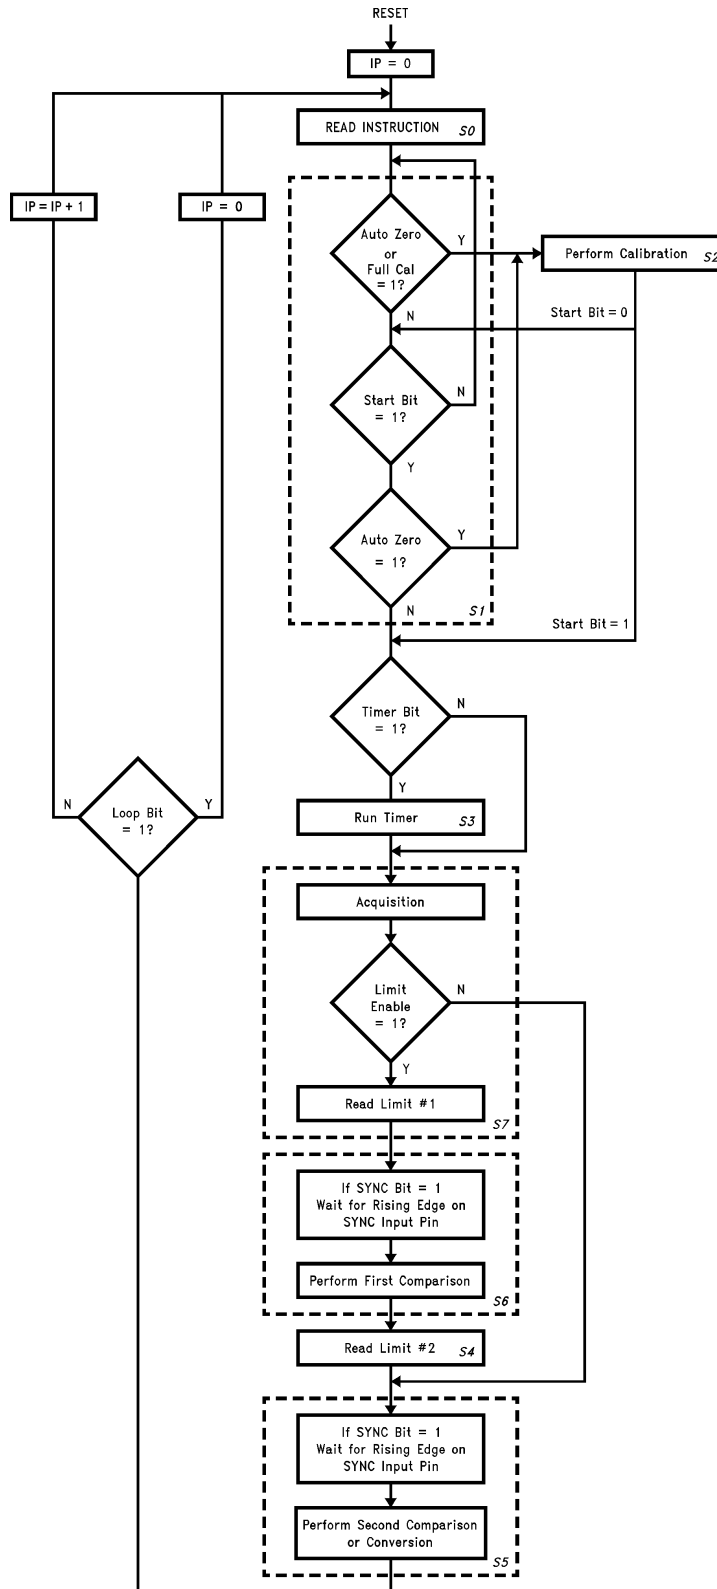 RESET
IP = 0
READ INSTRUCTION S0
IP = IP + 1
IP = 0
Auto Zero
or
Full Cal
= 1?
Y
N
Perform Calibration S2
Start Bit = 0
Start Bit
= 1?
N
Y
Auto Zero
= 1?
Y
N
S1
Start Bit = 1
Timer Bit
= 1?
N
Y
Loop Bit
= 1?
N
Y
Run Timer S3
Acquisition
Limit
Enable
= 1?
N
Y
Read Limit #1
S7
If SYNC Bit = 1
Wait for Rising Edge on
SYNC Input Pin
Perform First Comparison
S6
Read Limit #2 S4
If SYNC Bit = 1
Wait for Rising Edge on
SYNC Input Pin
Perform Second Comparison
or Conversion
S5